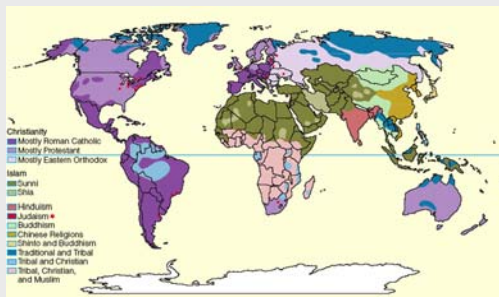 Christianity
Mostly Roman Catholic
Mostly Protestant
Mostly Eastern Orthodox
Islam
Sunni
Shia
Hinduism
Judaism
Buddhism
Chinese Religions
Shinto and Buddhism
Traditional and Tribal
Tribal and Christian
Tribal, Christian,
and Muslim